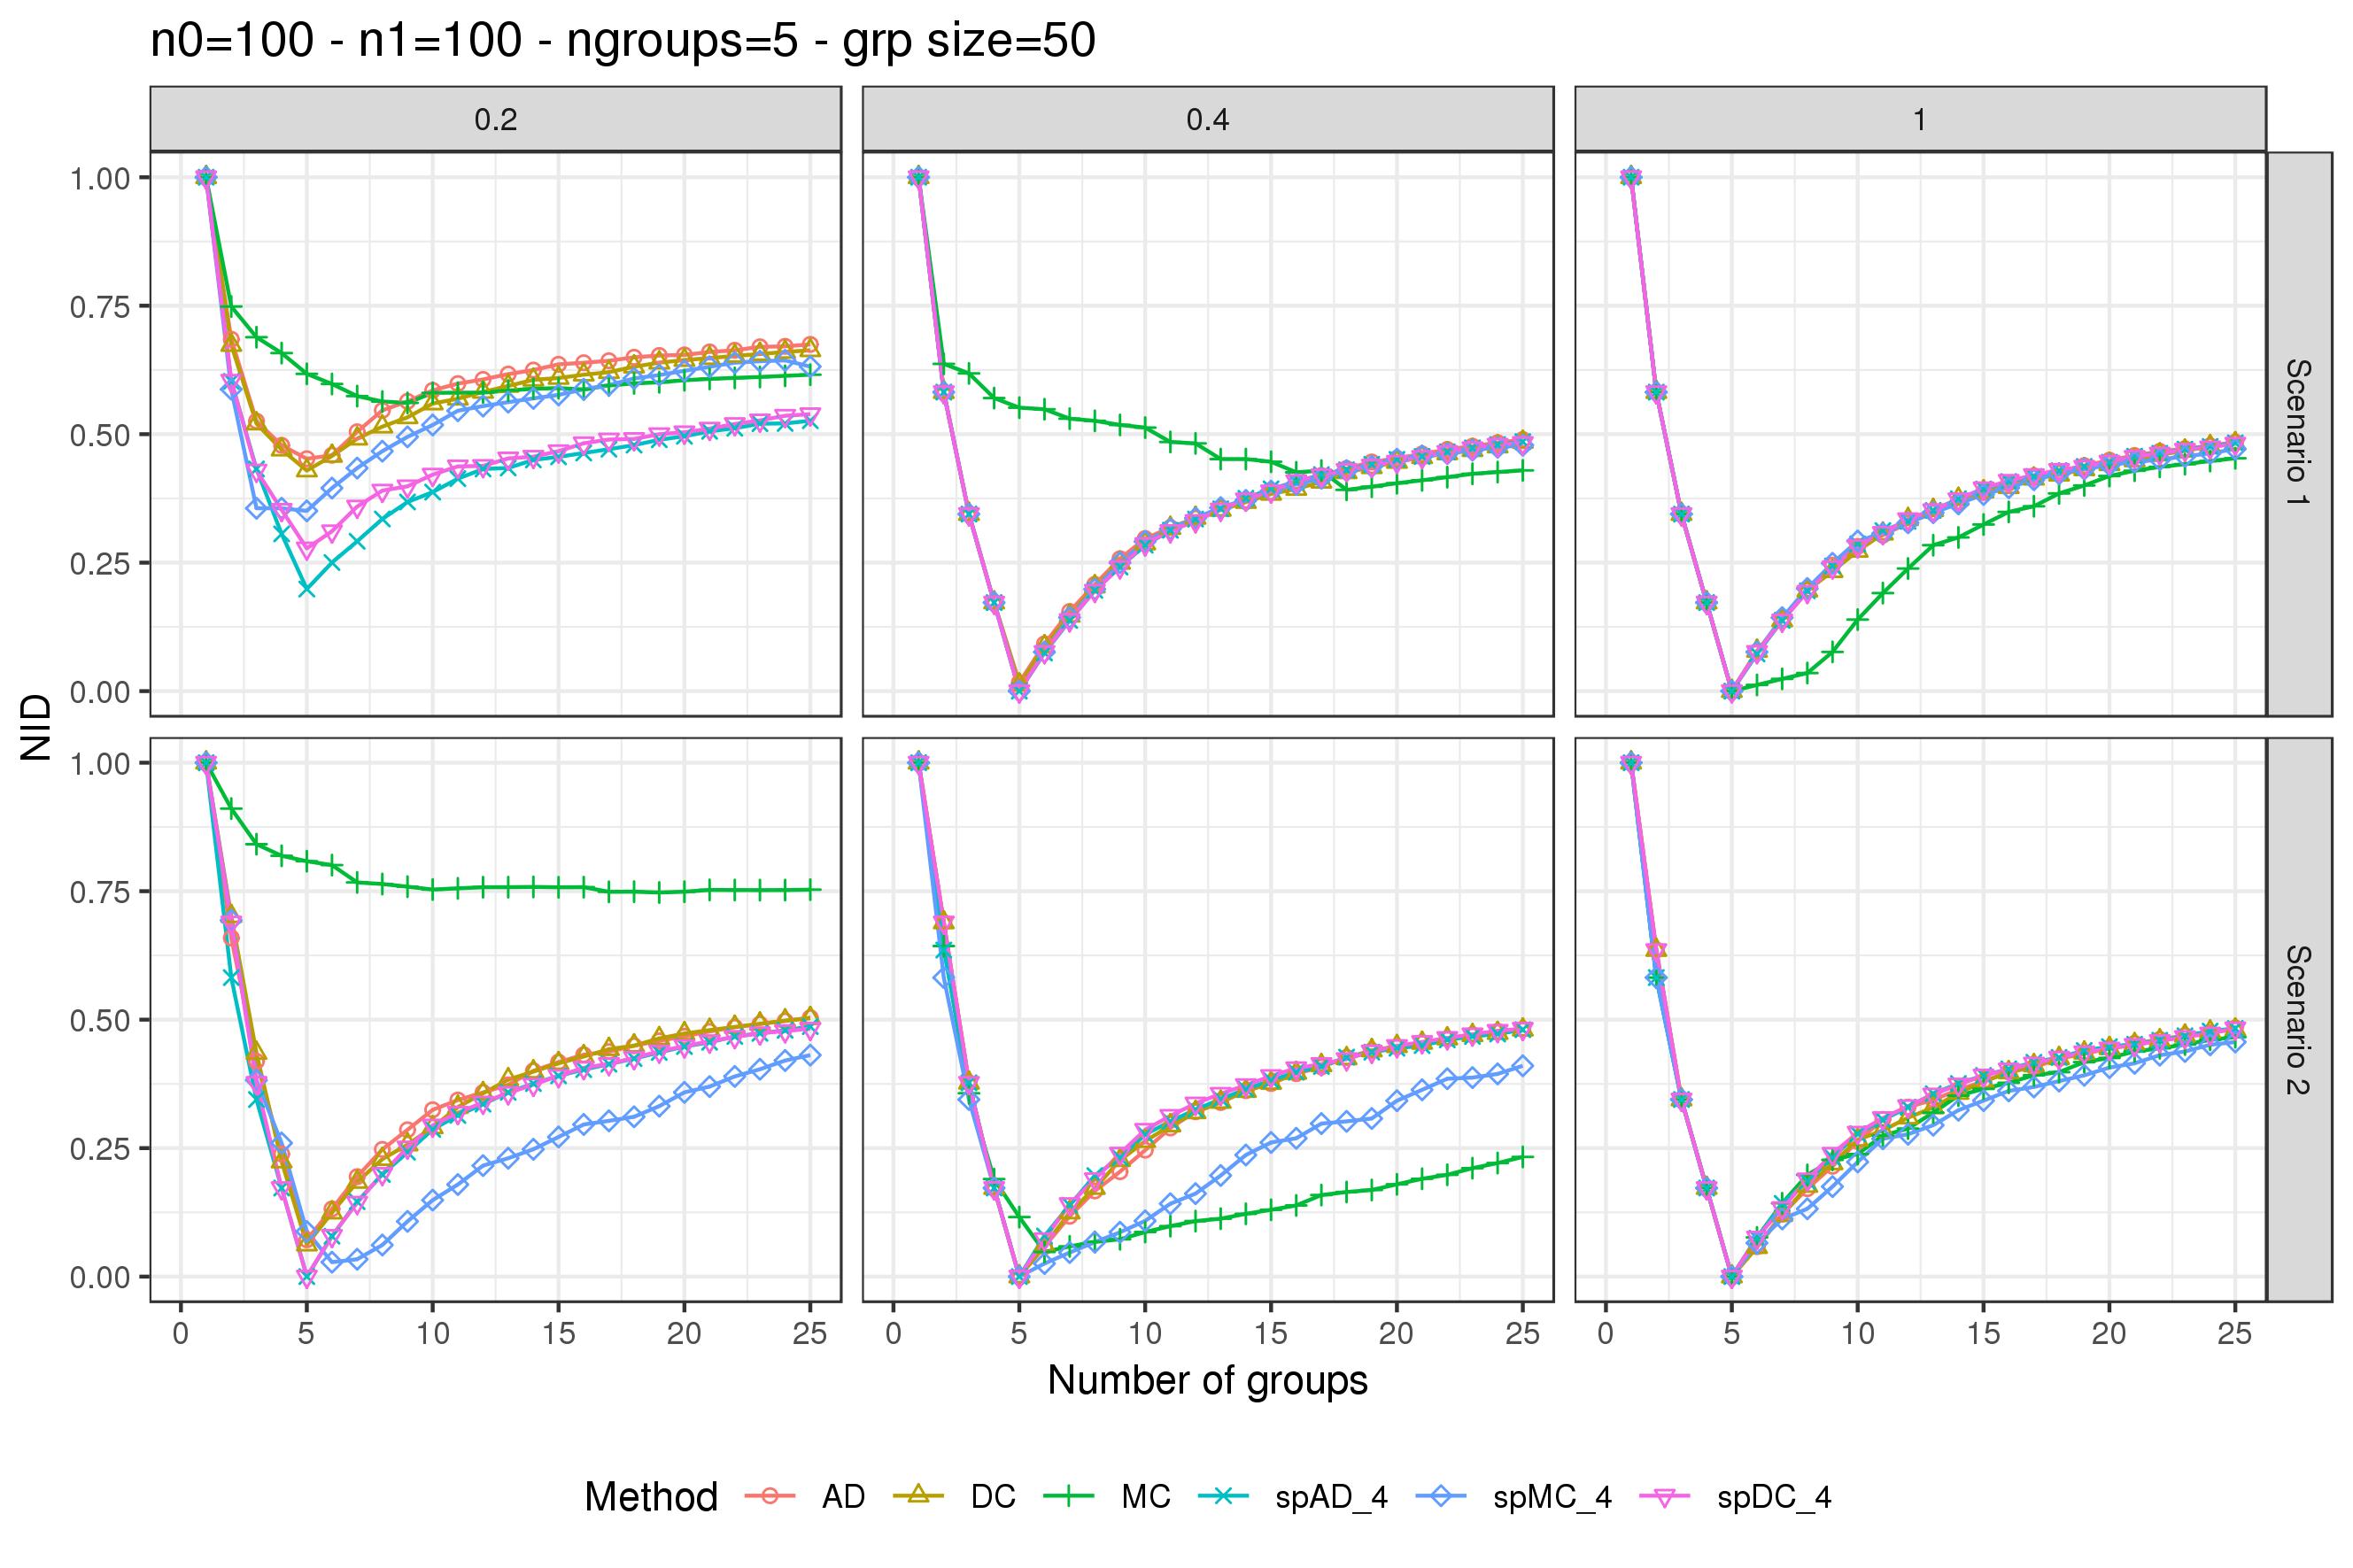 n0=100 - n1=100 - ngroups=5 - grp size=50
0.2 0.4 1
1.00
0.75
0.50
0.25
0.00
Scenario 1
NID
1.00
0.75
0.50
0.25
0.00
Scenario 2
0 5 10 15 20 25 0 5 10 15 20 25 0 5 10 15 20 25
Number of groups
Method AD DC MC spAD_4 spMC_4 spDC_4